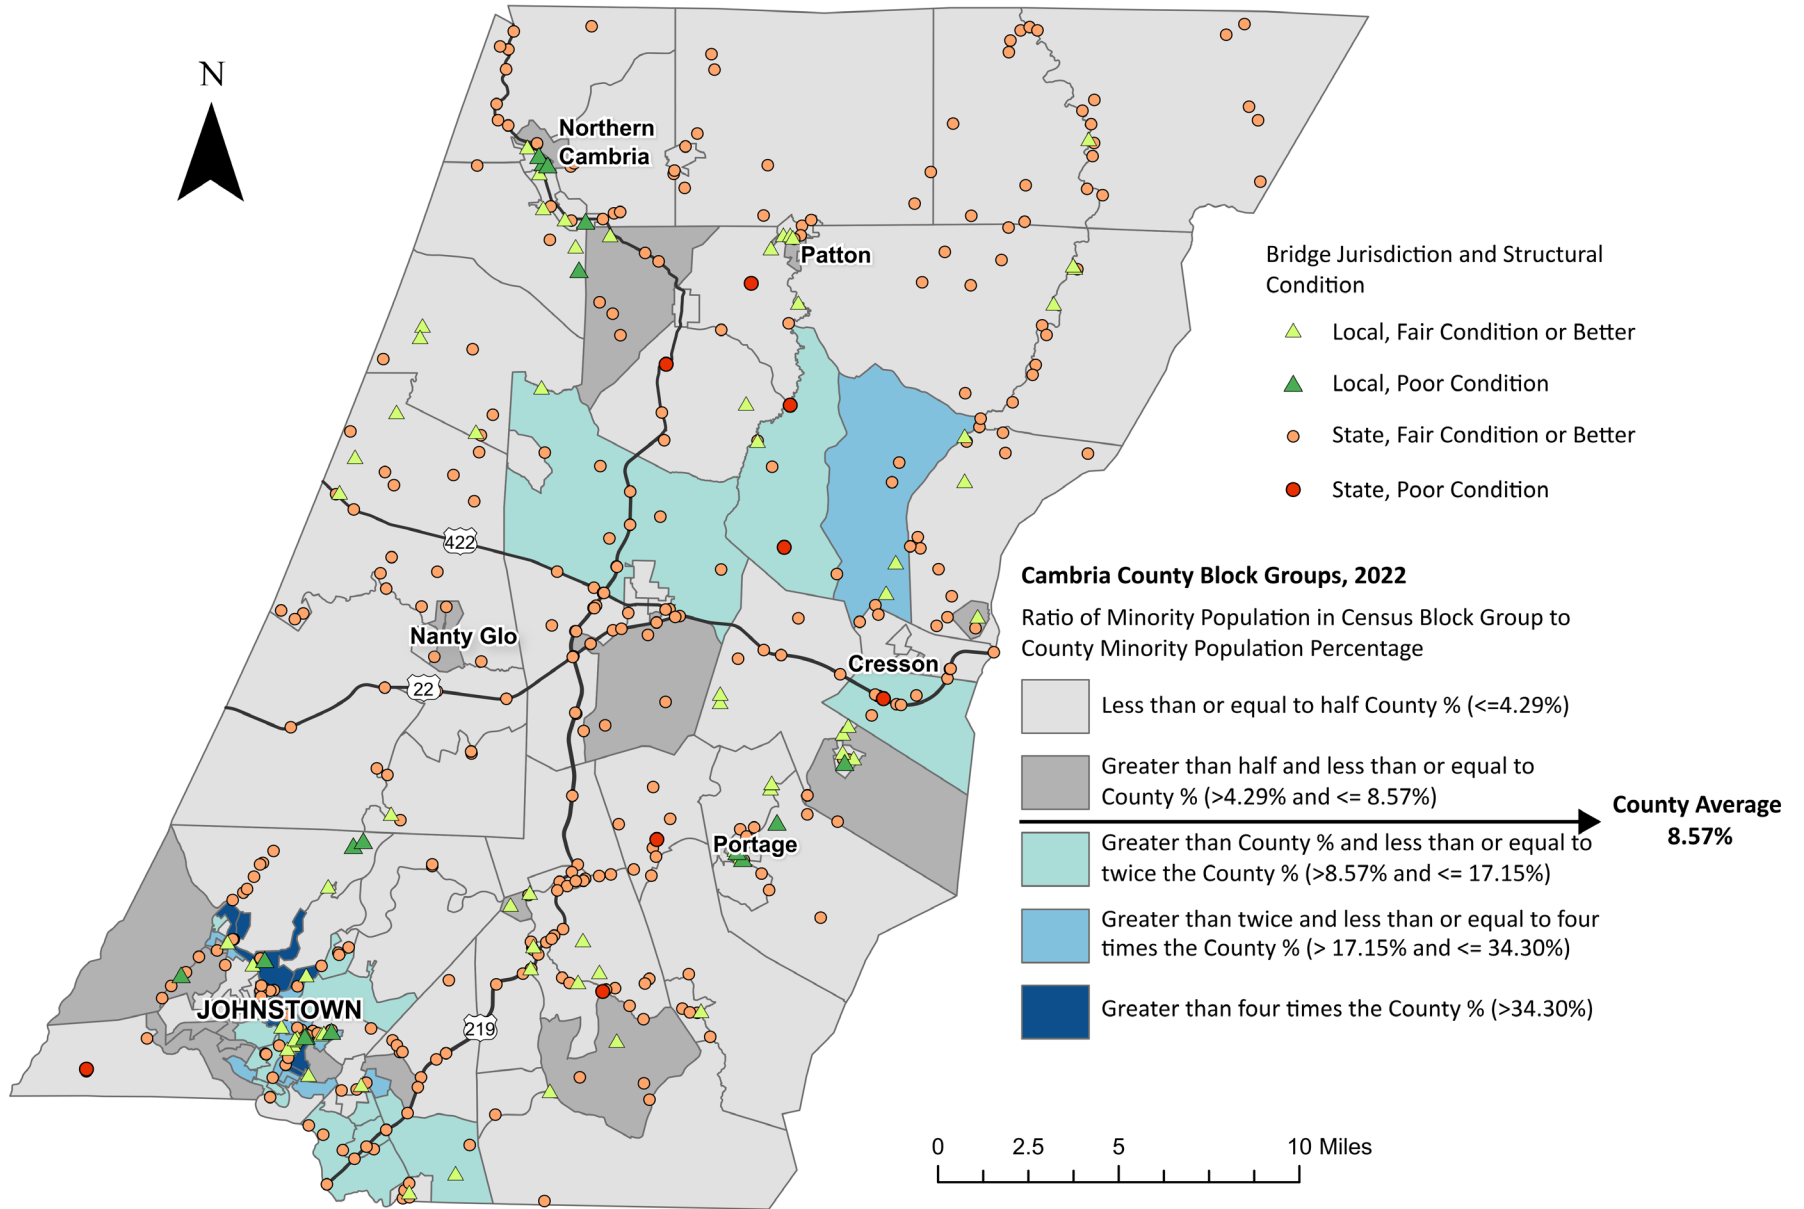 N
Northern
Cambria
Patton
Bridge Jurisdiction and Structural
Condition
Local, Fair Condition or Better
Local, Poor Condition
State, Fair Condition or Better
State, Poor Condition
422
Cambria County Block Groups, 2022
Ratio of Minority Population in Census Block Group to
County Minority Population Percentage
Nanty Glo
Cresson
22
Less than or equal to half County % (<=4.29%)
Greater than half and less than or equal to
County % (>4.29% and <= 8.57%)
County Average
8.57%
Portage
Greater than County % and less than or equal to
twice the County % (>8.57% and <= 17.15%)
Greater than twice and less than or equal to four
times the County % (> 17.15% and <= 34.30%)
JOHNSTOWN
219
Greater than four times the County % (>34.30%)
0 2.5 5 10 Miles